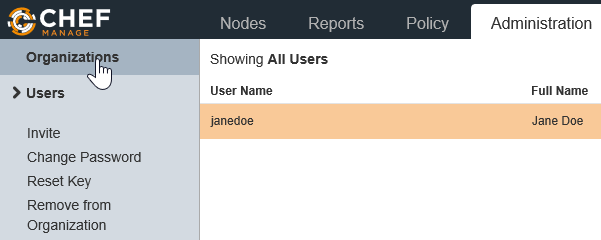 CHEF
MANAGE
Nodes Reports Policy Administration
Organizations
Users
Invite
Change Password
Reset Key
Remove from
Organization
Showing All Users
User Name Full Name
janedoe Jane Doe